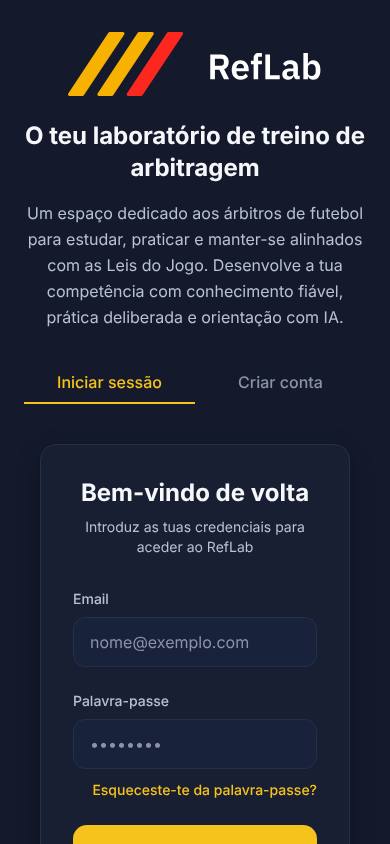 RefLab
O teu laboratório de treino de
arbitragem
Um espaço dedicado aos árbitros de futebol
para estudar, praticar e manter-se alinhados
com as Leis do Jogo. Desenvolve a tua
competência com conhecimento fiável,
prática deliberada e orientação com IA.
Iniciar sessão
Criar conta
Bem-vindo de volta
Introduz as tuas credenciais para
aceder ao RefLab
Email
nome@exemplo.com
Palavra-passe
••••••••
Esqueceste-te da palavra-passe?